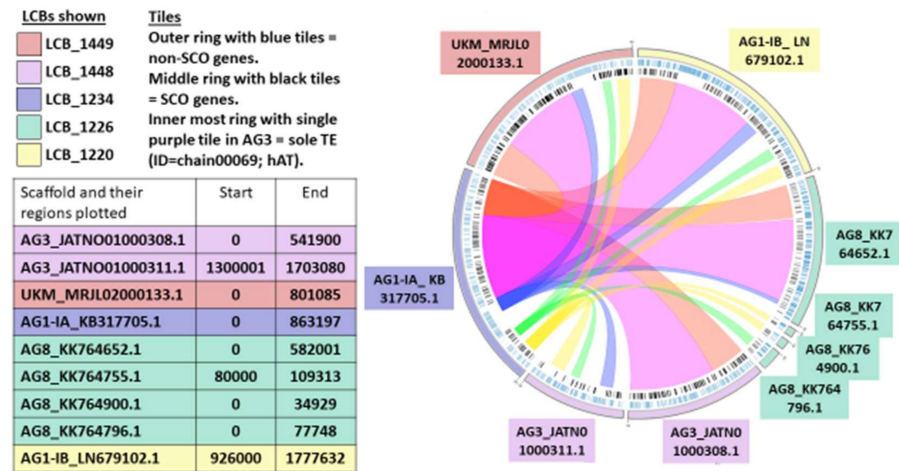 LCBs shown
LCB_1449
LCB_1448
LCB_1234
LCB_1226
LCB_1220
Tiles
Outer ring with blue tiles =
non-SCO genes.
Middle ring with black tiles
= SCO genes.
Inner most ring with single
purple tile in AG3 = sole TE
(ID=chain00069; hAT).
Scaffold and their
regions plotted
Start
End
AG3_JATNO01000308.1 0 541900
AG3_JATNO01000311.1 1300001 1703080
UKM_MRJL02000133.1 0 801085
AG1-IA_KB317705.1 0 863197
AG8_KK764652.1 0 582001
AG8_KK764755.1 80000 109313
AG8_KK764900.1 0 34929
AG8_KK764796.1 0 77748
AG1-IB_LN679102.1 926000 1777632
UKM_MRJL0
2000133.1
AG1-IB_ LN
679102.1
AG8_KK7
64652.1
AG8_KK7
64755.1
AG8_KK76
4900.1
AG8_KK764
796.1
AG3_JATN0
1000308.1
AG3_JATN0
1000311.1
AG1-IA_ KB
317705.1